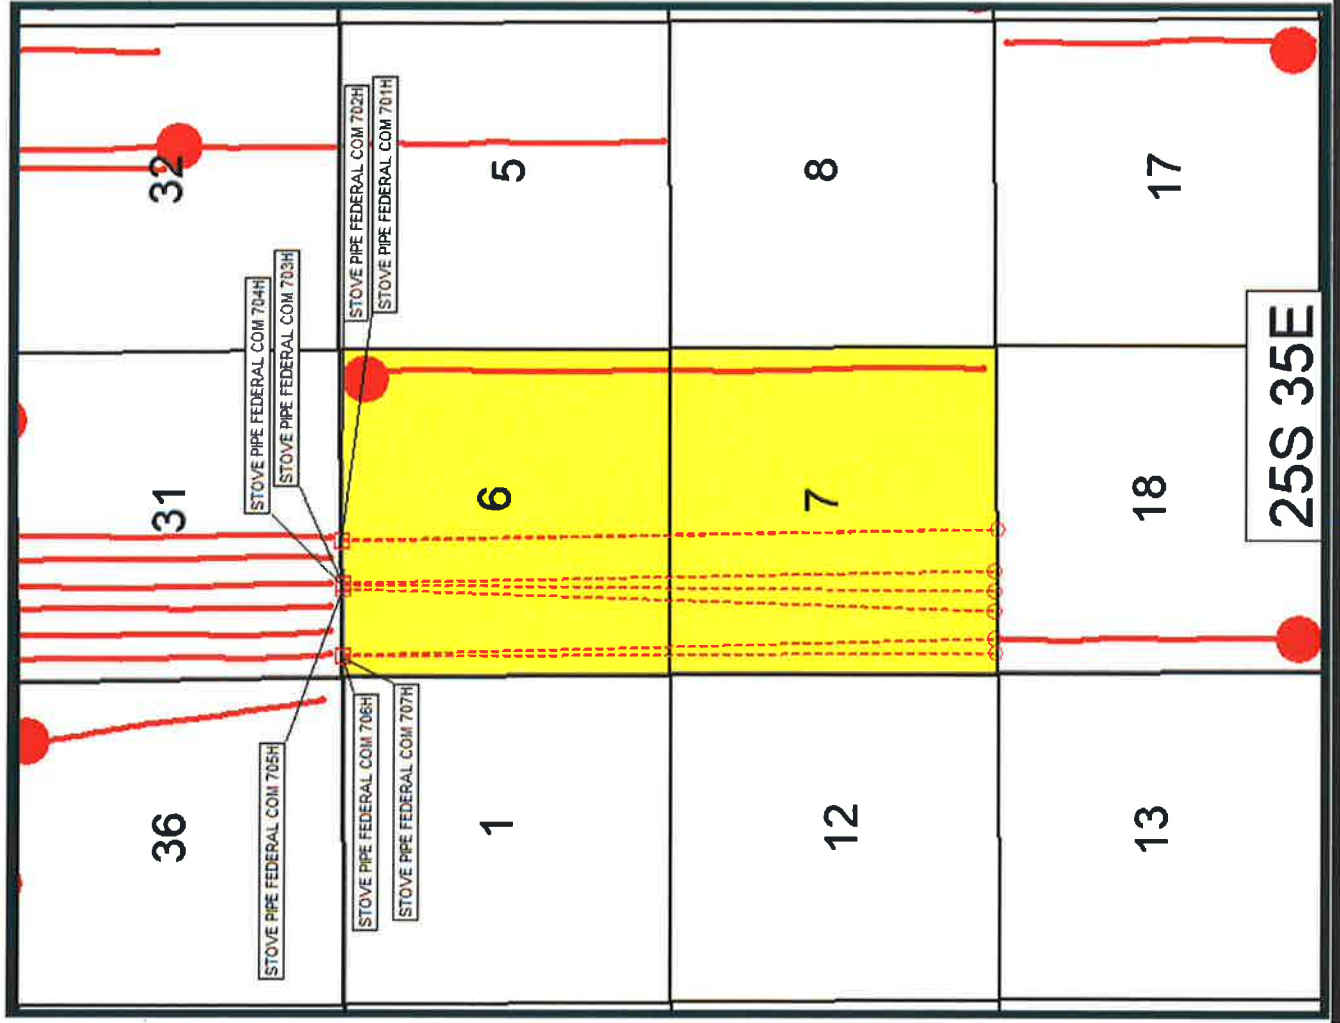 32
5
8
17
STOVE PIPE FEDERAL COM 702H
STOVE PIPE FEDERAL COM 701H
STOVE PIPE FEDERAL COM 704H
STOVE PIPE FEDERAL COM 703H
31
6
7
18
25S 35E
STOVE PIPE FEDERAL COM 705H
STOVE PIPE FEDERAL COM 706H
STOVE PIPE FEDERAL COM 707H
36
1
12
13